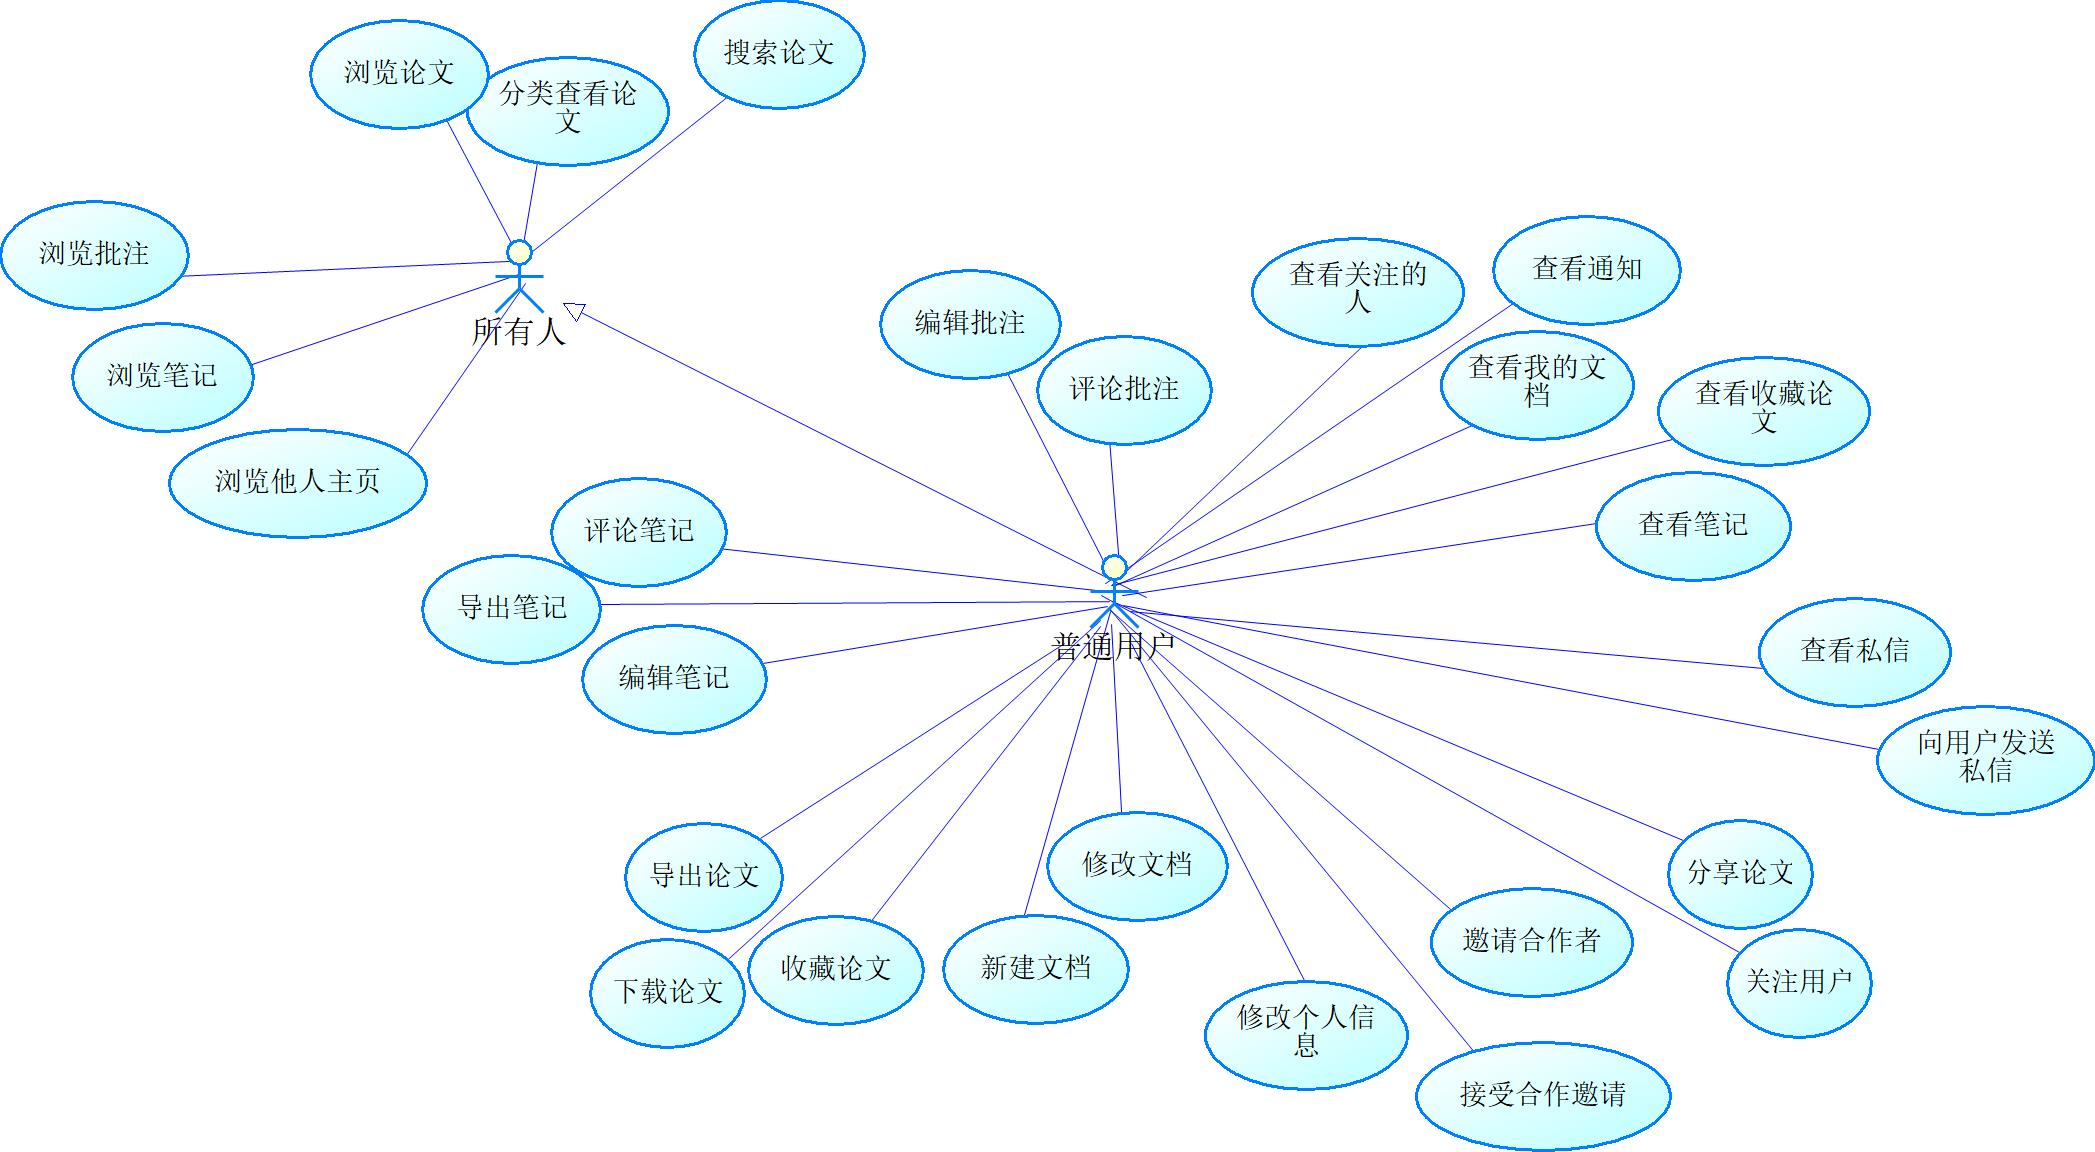 搜索论文
浏览论文
分类查看论
文
浏览批注
所有人
浏览笔记
浏览他人主页
查看关注的
人
查看通知
编辑批注
评论批注
查看我的文
档
查看收藏论
文
查看笔记
评论笔记
导出笔记
编辑笔记
普通用户
查看私信
向用户发送
私信
导出论文
修改文档
分享论文
下载论文
收藏论文
新建文档
邀请合作者
关注用户
修改个人信
息
接受合作邀请